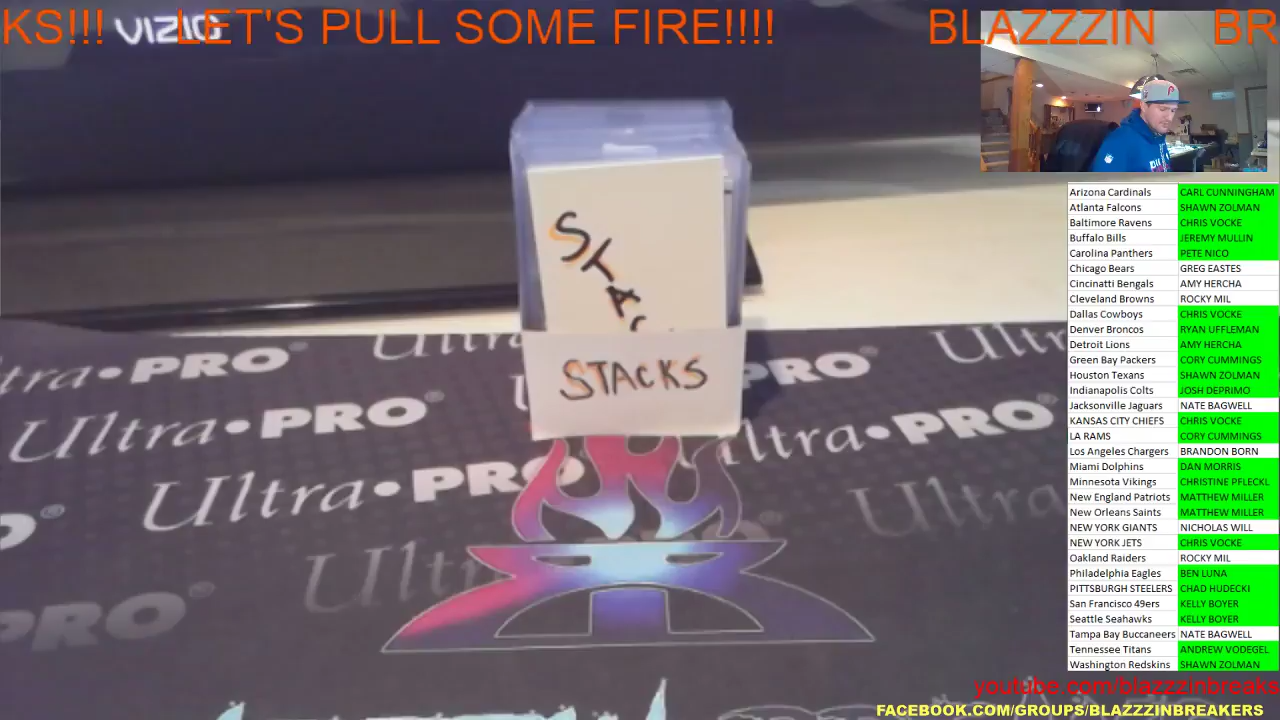 KS!!! LET'S PULL SOME FIRE!!!! BLAZZZIN BR
VIZIO
STAC
STACKS
Ultra•PRO
Ultra•PRO
Ultra•PRO
Arizona Cardinals CARL CUNNINGHAM
Atlanta Falcons SHAWN ZOLMAN
Baltimore Ravens CHRIS VOCKE
Buffalo Bills JEREMY MULLIN
Carolina Panthers PETE NICO
Chicago Bears GREG EASTES
Cincinatti Bengals AMY HERCHA
Cleveland Browns ROCKY MIL
Dallas Cowboys CHRIS VOCKE
Denver Broncos RYAN UFFLEMAN
Detroit Lions AMY HERCHA
Green Bay Packers CORY CUMMINGS
Houston Texans SHAWN ZOLMAN
Indianapolis Colts JOSH DEPRIMO
Jacksonville Jaguars NATE BAGWELL
KANSAS CITY CHIEFS CHRIS VOCKE
LA RAMS CORY CUMMINGS
Los Angeles Chargers BRANDON BORN
Miami Dolphins DAN MORRIS
Minnesota Vikings CHRISTINE PFLECKL
New England Patriots MATTHEW MILLER
New Orleans Saints MATTHEW MILLER
NEW YORK GIANTS NICHOLAS WILL
NEW YORK JETS CHRIS VOCKE
Oakland Raiders ROCKY MIL
Philadelphia Eagles BEN LUNA
PITTSBURGH STEELERS CHAD HUDECKI
San Francisco 49ers KELLY BOYER
Seattle Seahawks KELLY BOYER
Tampa Bay Buccaneers NATE BAGWELL
Tennessee Titans ANDREW VODEGEL
Washington Redskins SHAWN ZOLMAN
youtube.com/blazzzinbreaks
FACEBOOK.COM/GROUPS/BLAZZZINBREAKERS